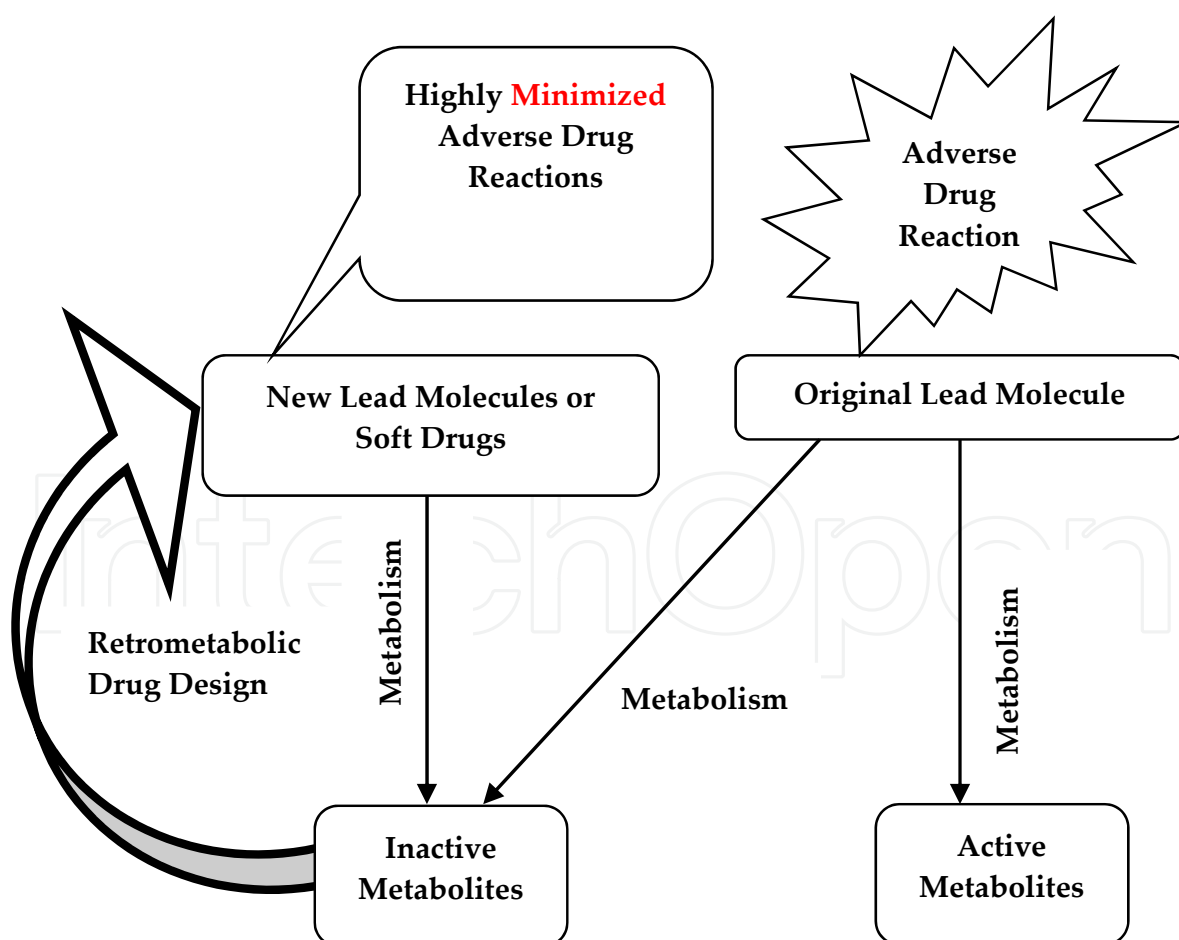 Highly Minimized
Adverse Drug
Reactions
Adverse
Drug
Reaction
New Lead Molecules or
Soft Drugs
Original Lead Molecule
Metabolism
Retrometabolic
Drug Design
Metabolism
Metabolism
Inactive
Metabolites
Active
Metabolites
IntechOpen